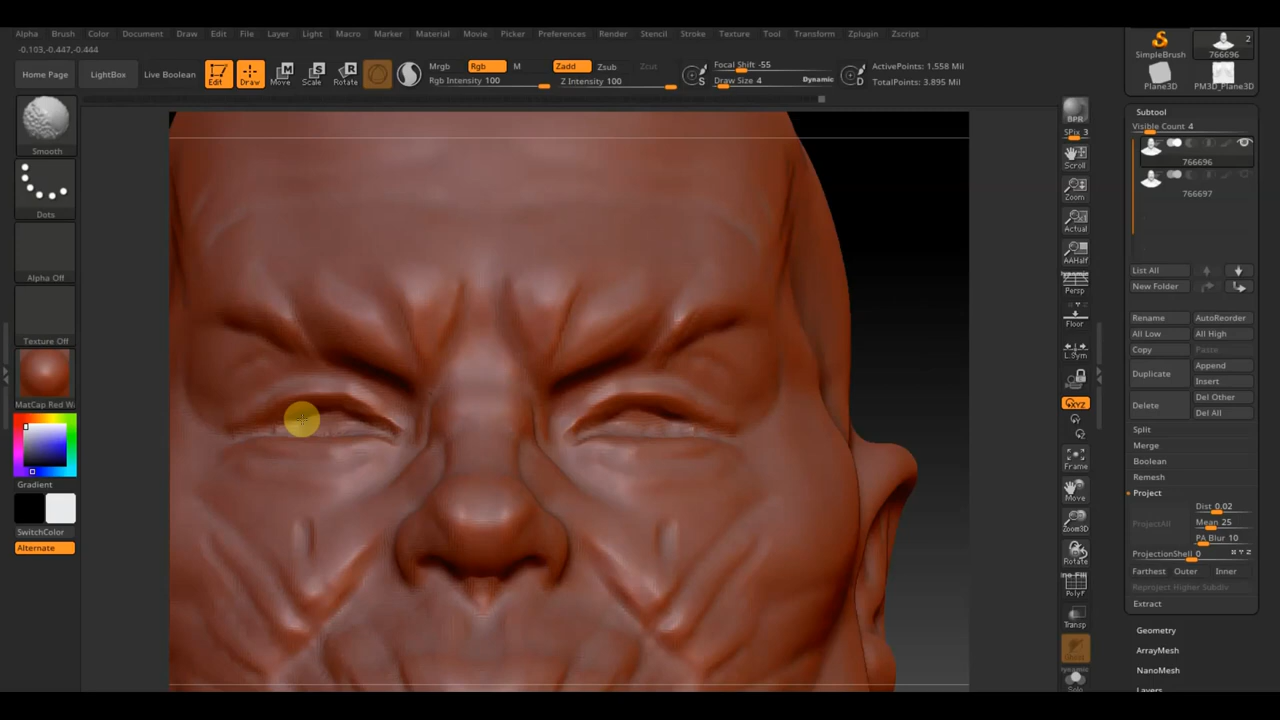 Alpha Brush Color Document Draw Edit File Layer Light Macro Marker Material Movie Picker Preferences Render Stencil Stroke Texture Tool Transform Zplugin Zscript
-0.103,-0.447,-0.444
Home Page LightBox Live Boolean Edit Draw Move Scale Rotate
Mrgb Rgb M
Rgb Intensity 100
Zadd Zsub Zcut
Z Intensity 100
S
Focal Shift -55
Draw Size 4 Dynamic
D
ActivePoints: 1.558 Mil
TotalPoints: 3.895 Mil
Smooth
Dots
Alpha Off
Texture Off
MatCap Red W
Gradient
SwitchColor
Alternate
BPR
SPix 3
Scroll
Zoom
Actual
AAHalf
Persp
Floor
L.Sym
XYZ
Y
Z
Frame
Move
Zoom3D
Rotate
PolyF
Transp
Solo
SimpleBrush
2
766696
Plane3D PM3D_Plane3D
Subtool
Visible Count 4
766696
766697
List All
New Folder
Rename AutoReorder
All Low All High
Copy Paste
Duplicate Append
Insert
Delete Del Other
Del All
Split
Merge
Boolean
Remesh
Project
ProjectAll Dist 0.02
Mean 25
PA Blur 10
ProjectionShell 0
Farthest Outer Inner
Reproject Higher Subdiv
Extract
Geometry
ArrayMesh
NanoMesh
Layers